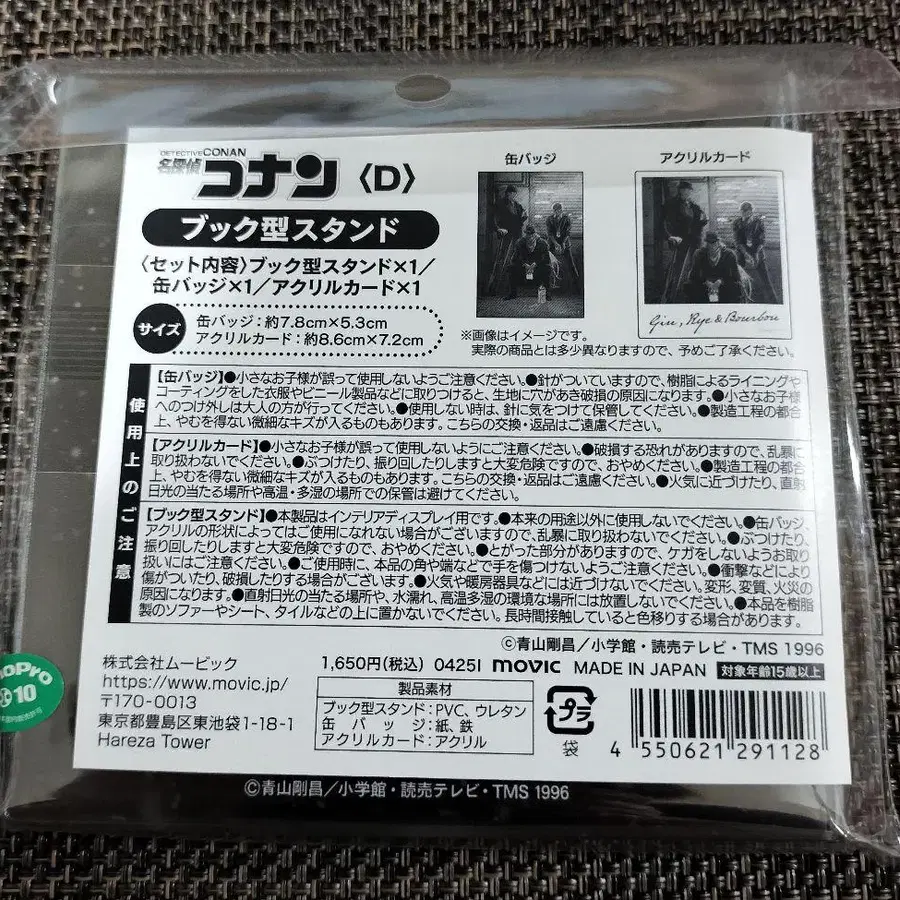 DETECTIVE CONAN
名探偵
コナン 〈D〉
ブック型スタンド
〈セット内容〉ブック型スタンド×1/
缶バッジ×1/アクリルカード×1
サイズ
缶バッジ:約7.8cm×5.3cm
アクリルカード:約8.6cm×7.2cm
缶バッジ
アクリルカード
Gin, Rye & Bourbon
※画像はイメージです。
実際の商品とは多少異なりますので、予めご了承ください。
使用上のご注意
【缶バッジ】●小さなお子様が誤って使用しないようご注意ください。●針がついていますので、樹脂によるライニングや
コーティングをした衣服やビニール製品などに取りつけると、生地に穴があき破損の原因になります。●小さなお子様
へのつけ外しは大人の方が行ってください。●使用しない時は、針に気をつけて保管してください。●製造工程の都合
上、やむを得ない微細なキズが入るものもあります。こちらの交換・返品はご遠慮ください。
【アクリルカード】●小さなお子様が誤って使用しないようにご注意ください。●破損する恐れがありますので、乱暴に
取り扱わないでください。●ぶつけたり、振り回したりしますと大変危険ですので、おやめください。●製造工程の都合
上、やむを得ない微細なキズが入るものもあります。こちらの交換・返品はご遠慮ください。●火気に近づけたり、直射
日光の当たる場所や高温・多湿の場所での保管は避けてください。
【ブック型スタンド】●本製品はインテリアディスプレイ用です。●本来の用途以外に使用しないでください。●缶バッジ、
アクリルの形状によってはご使用になれない場合がございますので、乱暴に取り扱わないでください。●ぶつけたり、
振り回したりしますと大変危険ですので、おやめください。●とがった部分がありますので、ケガをしないようお取り
扱いにはご注意ください。●ご使用時に、本品の角や端などで手を傷つけないようご注意ください。●衝撃などにより
傷がついたり、破損したりする場合がございます。●火気や暖房器具などには近づけないでください。変形、変質、火災の
原因になります。●直射日光の当たる場所や、水濡れ、高温多湿の環境な場所には放置しないでください。●本品を樹脂
製のソファーやシート、タイルなどの上に置かないでください。長時間接触していると色移りする場合があります。
©青山剛昌/小学館・読売テレビ・TMS 1996
株式会社ムービック
https://www.movic.jp/
〒170-0013
東京都豊島区東池袋1-18-1
Hareza Tower
1,650円(税込) 0425I movic MADE IN JAPAN 対象年齢15歳以上
製品素材
ブック型スタンド:PVC、ウレタン
缶バッジ:紙、鉄
アクリルカード:アクリル
プラ
袋
4 550621 291128
10
©青山剛昌/小学館・読売テレビ・TMS 1996